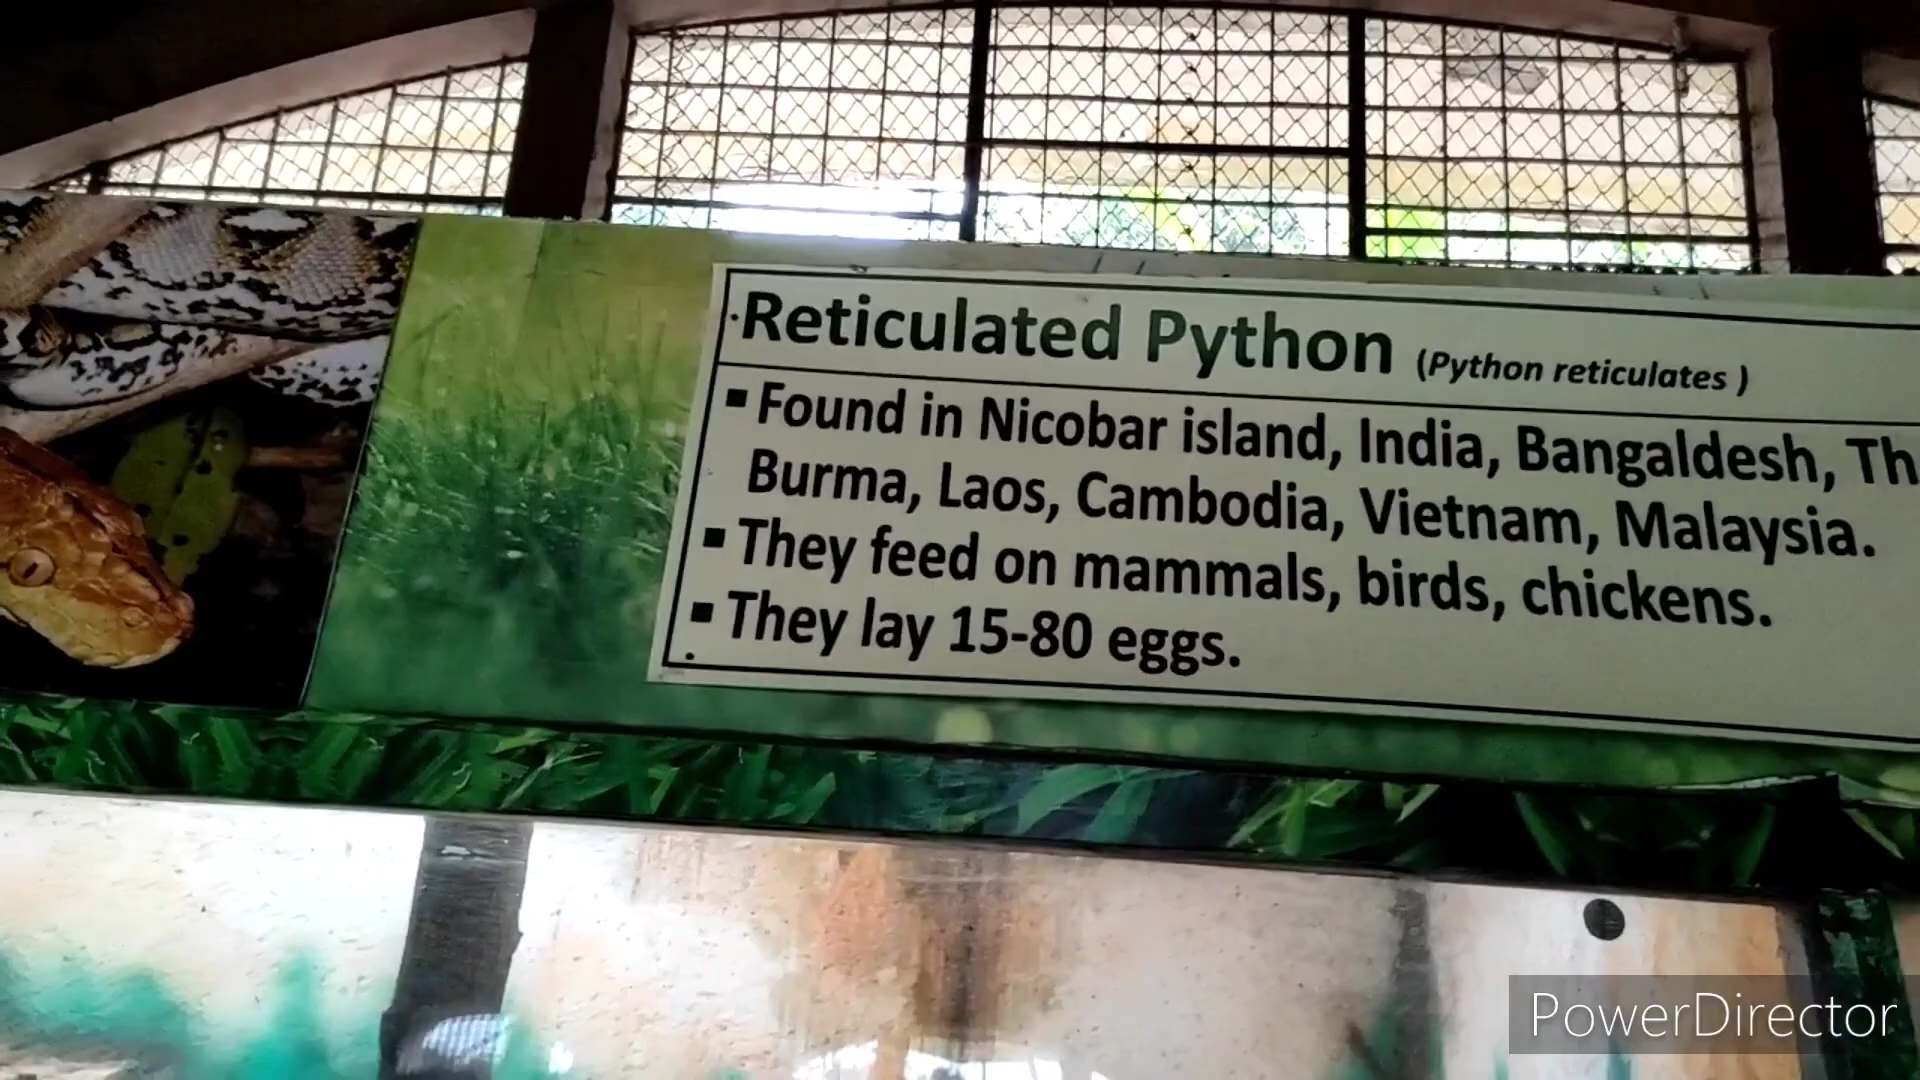 Reticulated Python (Python reticulates )
▪ Found in Nicobar island, India, Bangaldesh,
Burma, Laos, Cambodia, Vietnam, Malaysia.
▪ They feed on mammals, birds, chickens.
▪ They lay 15-80 eggs.
PowerDirector